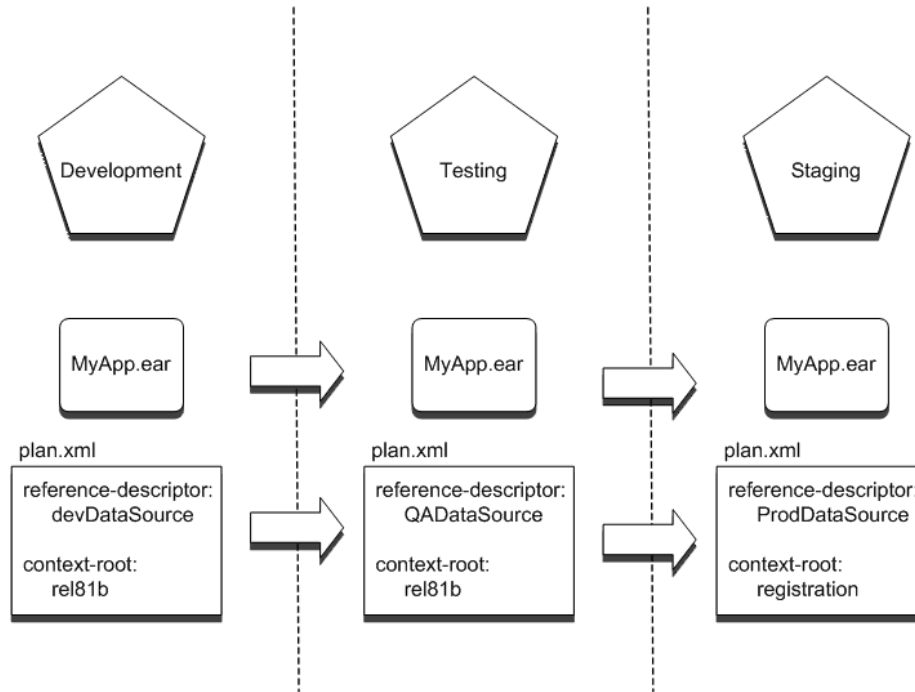 Development
Testing
Staging
MyApp.ear
MyApp.ear
MyApp.ear
plan.xml
reference-descriptor:
devDataSource
context-root:
rel81b
plan.xml
reference-descriptor:
QADataSource
context-root:
rel81b
plan.xml
reference-descriptor:
ProdDataSource
context-root:
registration